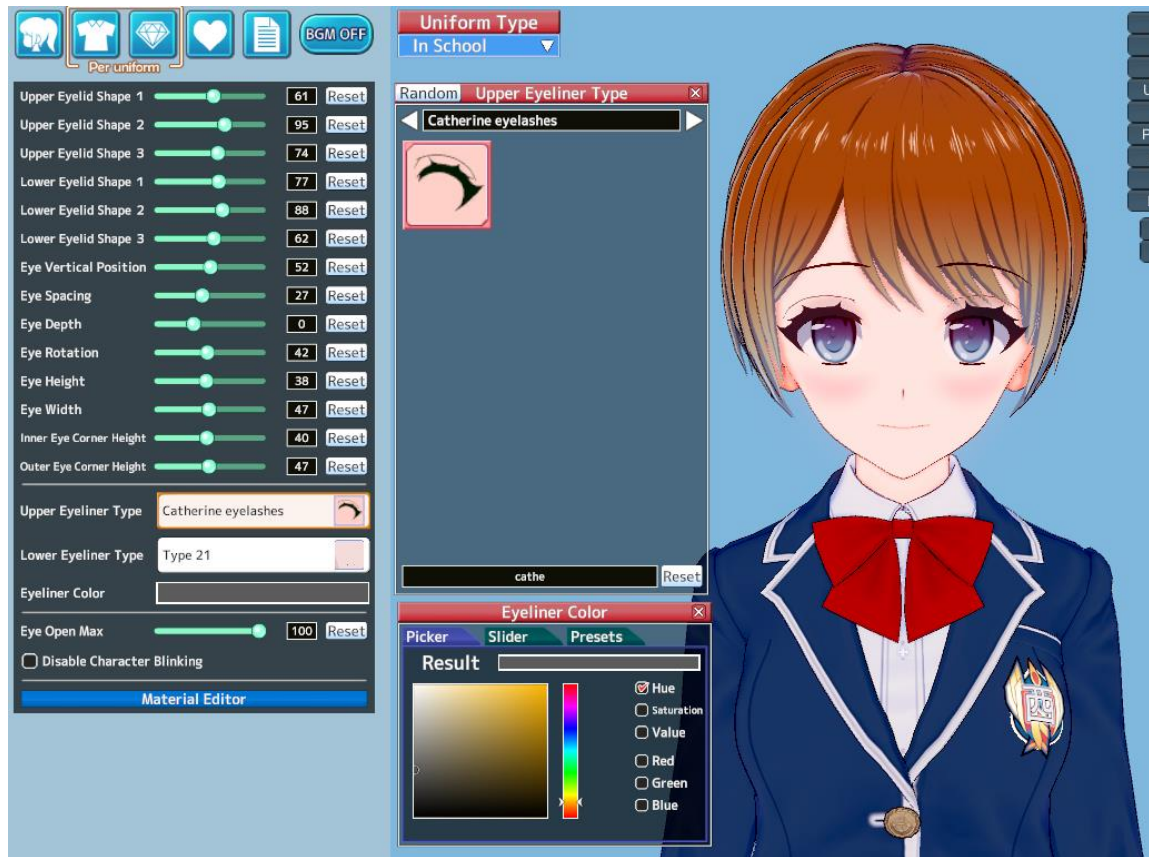 BGM OFF
Per uniform
Upper Eyelid Shape 1 61 Reset
Upper Eyelid Shape 2 95 Reset
Upper Eyelid Shape 3 74 Reset
Lower Eyelid Shape 1 77 Reset
Lower Eyelid Shape 2 88 Reset
Lower Eyelid Shape 3 62 Reset
Eye Vertical Position 52 Reset
Eye Spacing 27 Reset
Eye Depth 0 Reset
Eye Rotation 42 Reset
Eye Height 38 Reset
Eye Width 47 Reset
Inner Eye Corner Height 40 Reset
Outer Eye Corner Height 47 Reset
Upper Eyeliner Type Catherine eyelashes
Lower Eyeliner Type Type 21
Eyeliner Color
Eye Open Max 100 Reset
Disable Character Blinking
Material Editor
Uniform Type
In School
Random Upper Eyeliner Type
Catherine eyelashes
cathe Reset
Eyeliner Color
Picker Slider Presets
Result
Hue
Saturation
Value
Red
Green
Blue